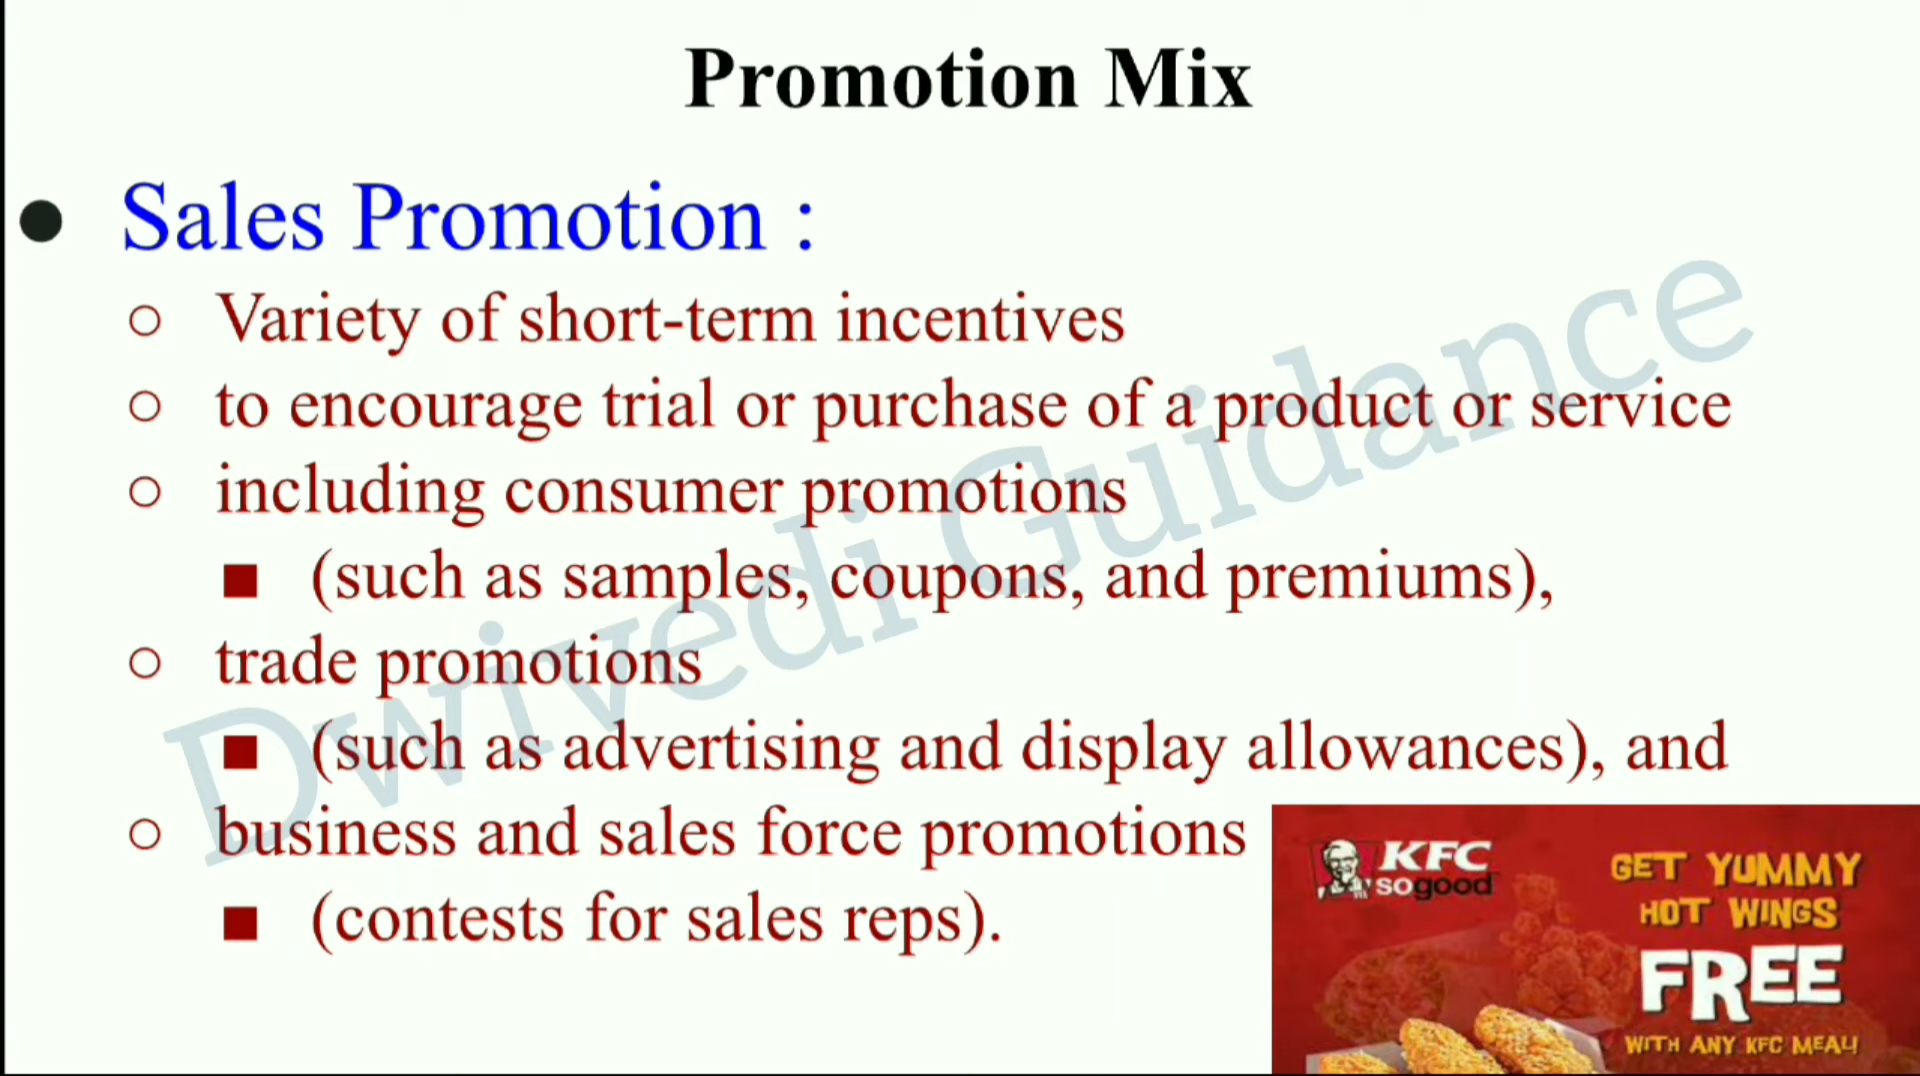 Promotion Mix
● Sales Promotion :
○ Variety of short-term incentives
○ to encourage trial or purchase of a product or service
○ including consumer promotions
■ (such as samples, coupons, and premiums),
○ trade promotions
■ (such as advertising and display allowances), and
○ business and sales force promotions
■ (contests for sales reps).
Dwivedi Guidance
KFC
sogood
GET YUMMY
HOT WINGS
FREE
WITH ANY KFC MEAL!